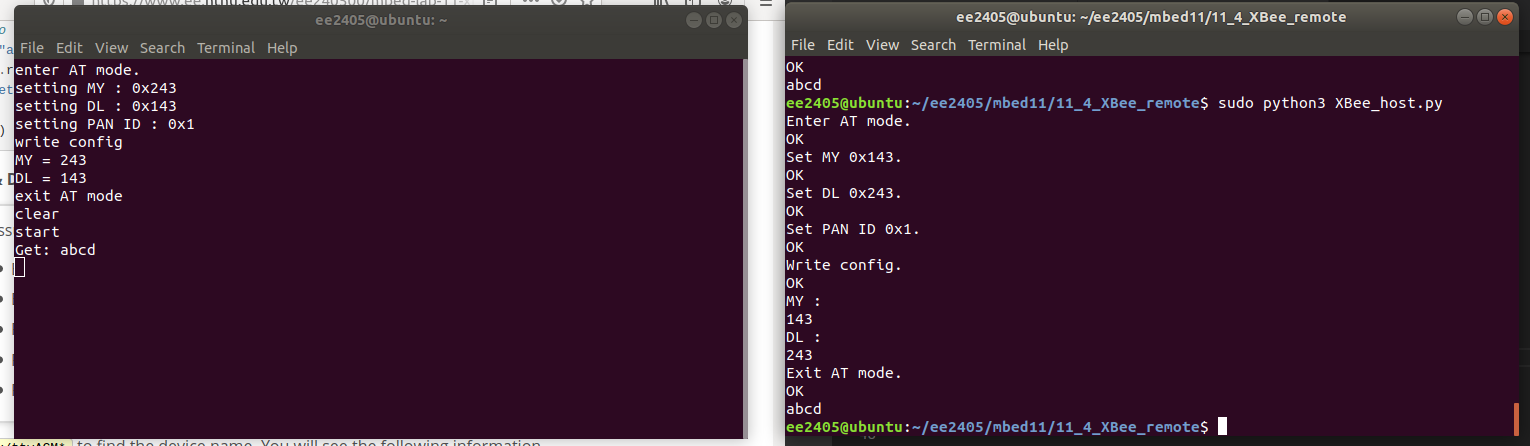 ee2405@ubuntu: ~
File Edit View Search Terminal Help
enter AT mode.
setting MY : 0x243
setting DL : 0x143
setting PAN ID : 0x1
write config
MY = 243
DL = 143
exit AT mode
clear
start
Get: abcd
to find the device name. You will see the following information
ee2405@ubuntu: ~/ee2405/mbed11/11_4_XBee_remote
File Edit View Search Terminal Help
OK
abcd
ee2405@ubuntu:~/ee2405/mbed11/11_4_XBee_remote$ sudo python3 XBee_host.py
Enter AT mode.
OK
Set MY 0x143.
OK
Set DL 0x243.
OK
Set PAN ID 0x1.
OK
Write config.
OK
MY :
143
DL :
243
Exit AT mode.
OK
abcd
ee2405@ubuntu:~/ee2405/mbed11/11_4_XBee_remote$